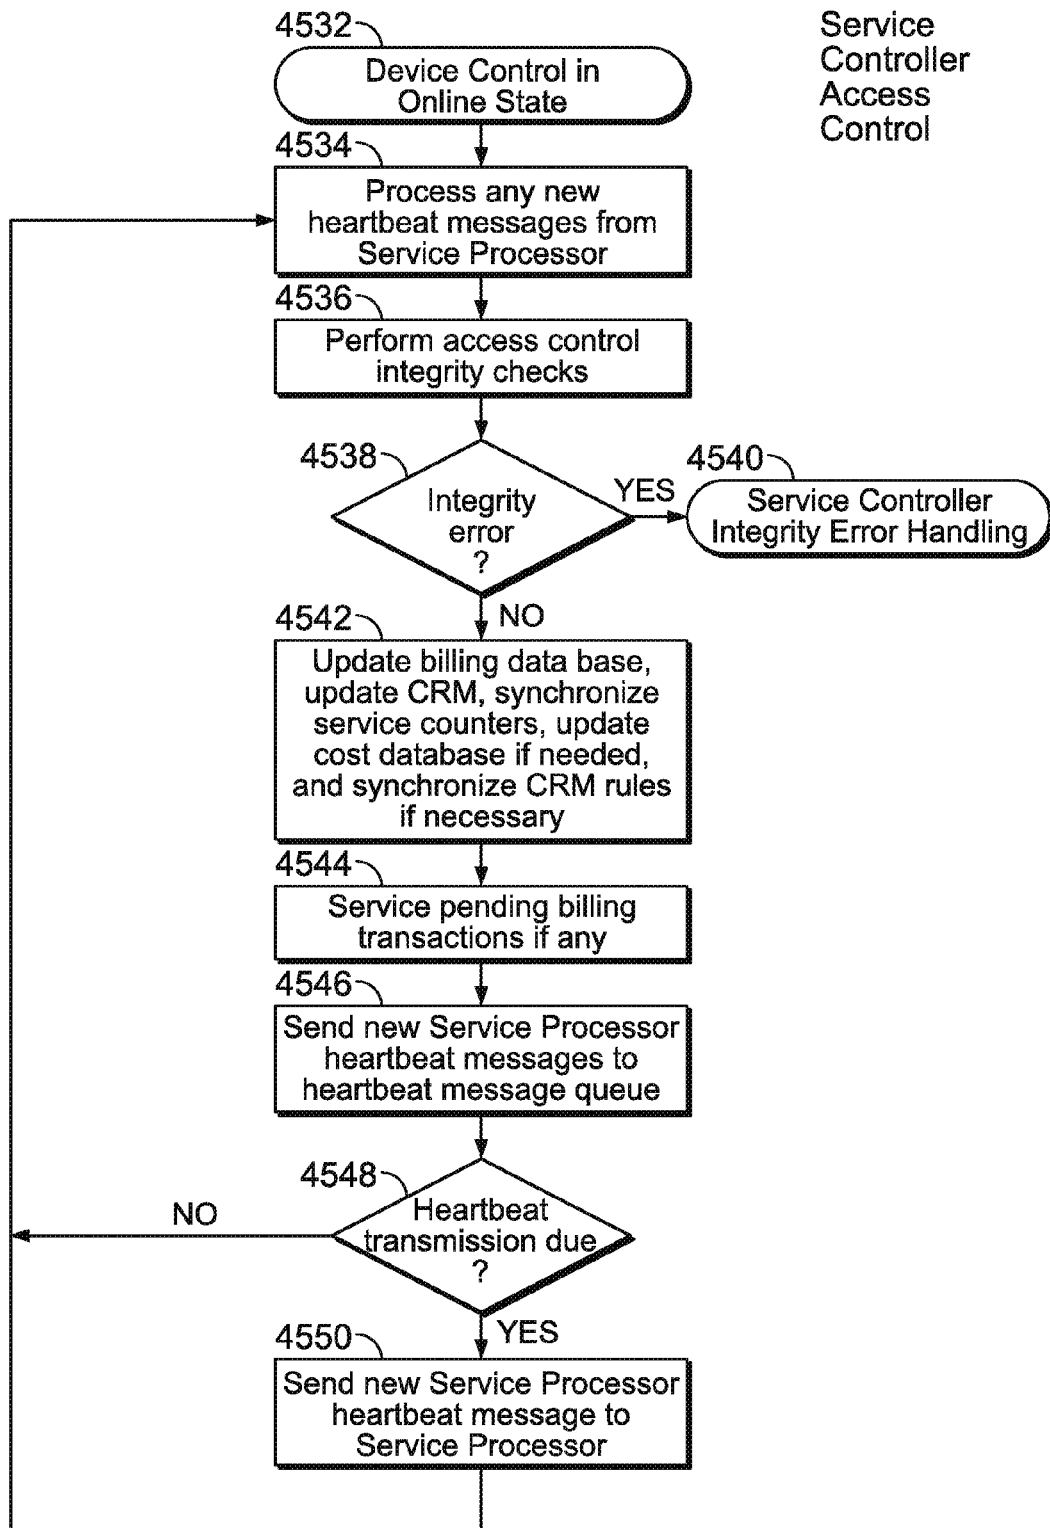 4532
Device Control in
Online State
Service
Controller
Access
Control
4534
Process any new
heartbeat messages from
Service Processor
4536
Perform access control
integrity checks
4538
Integrity
error
?
YES
4540
Service Controller
Integrity Error Handling
NO
4542
Update billing data base,
update CRM, synchronize
service counters, update
cost database if needed,
and synchronize CRM rules
if necessary
4544
Service pending billing
transactions if any
4546
Send new Service Processor
heartbeat messages to
heartbeat message queue
4548
Heartbeat
transmission due
?
NO
YES
4550
Send new Service Processor
heartbeat message to
Service Processor